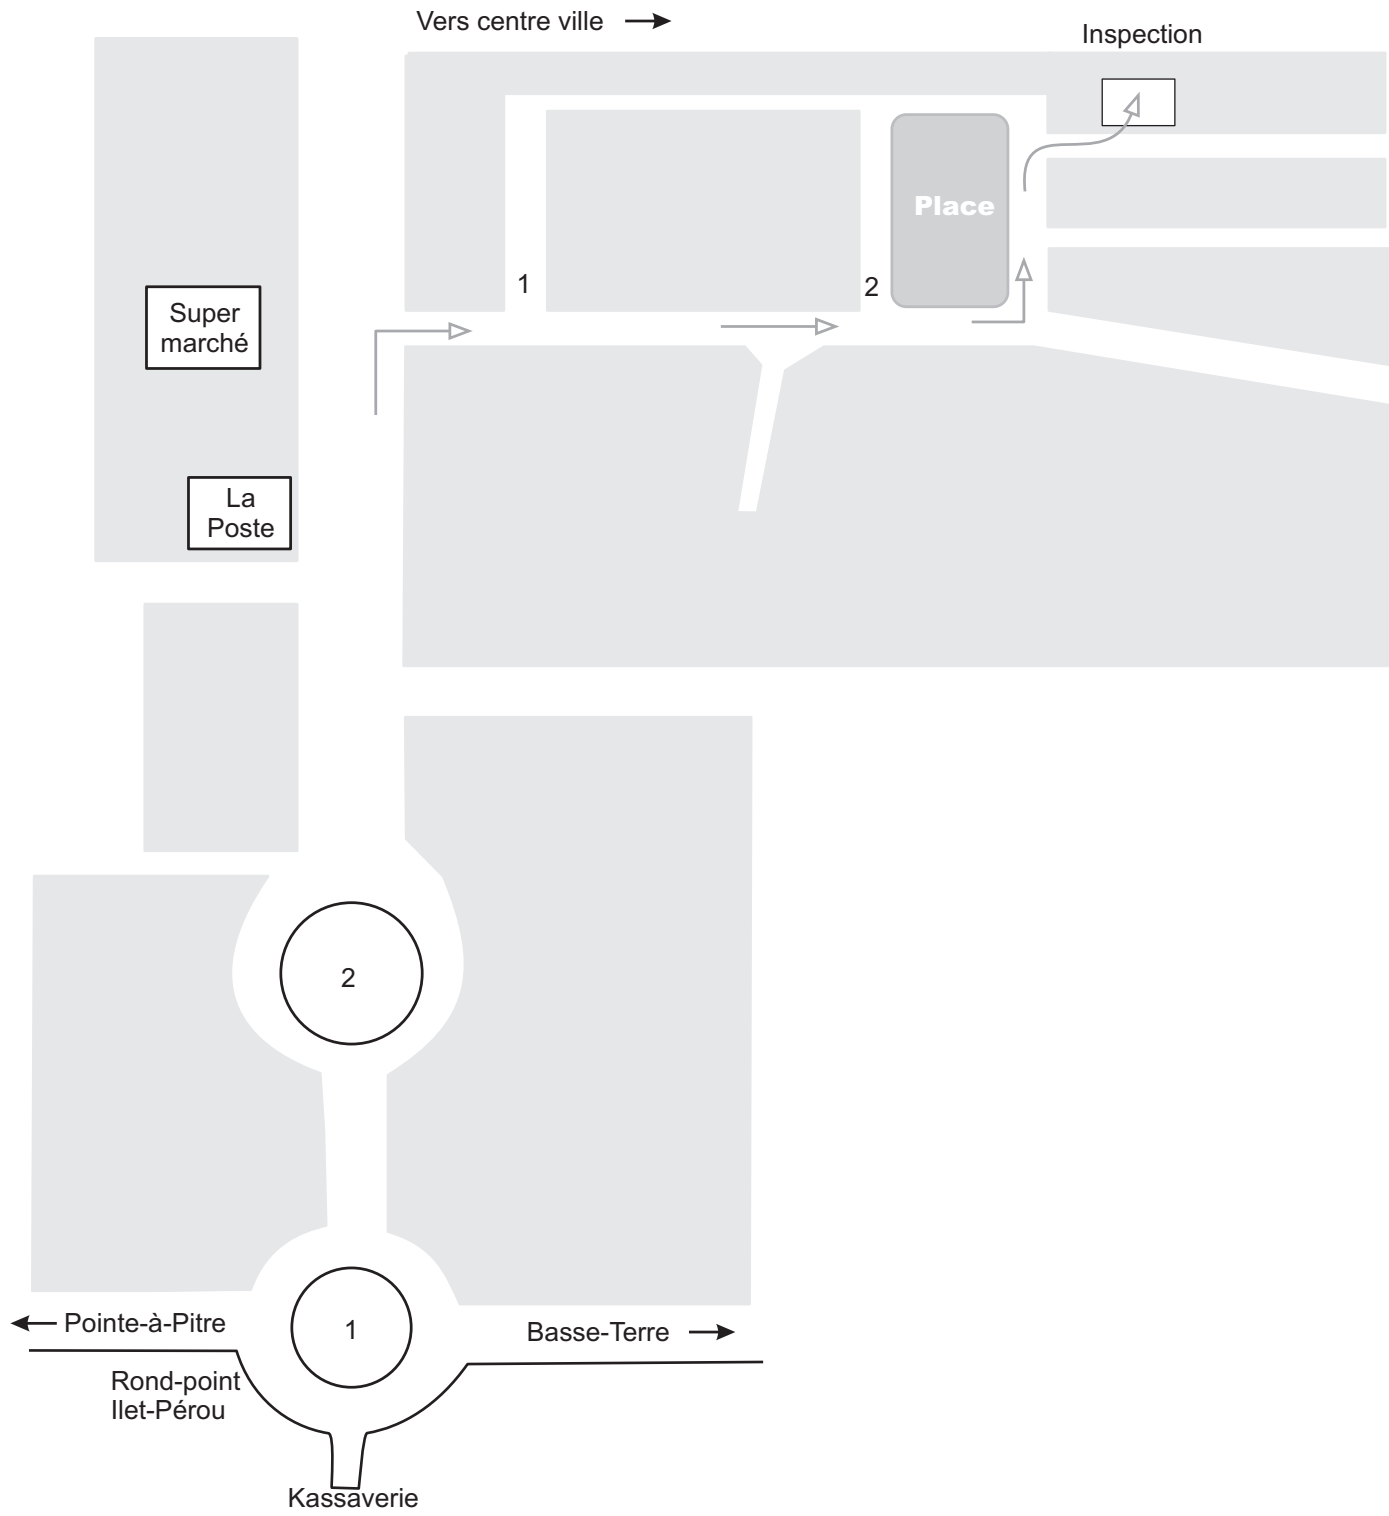 Vers centre ville
Inspection
Place
1
2
Super
marché
La
Poste
2
1
Pointe-à-Pitre
Basse-Terre
Rond-point
Ilet-Pérou
Kassaverie